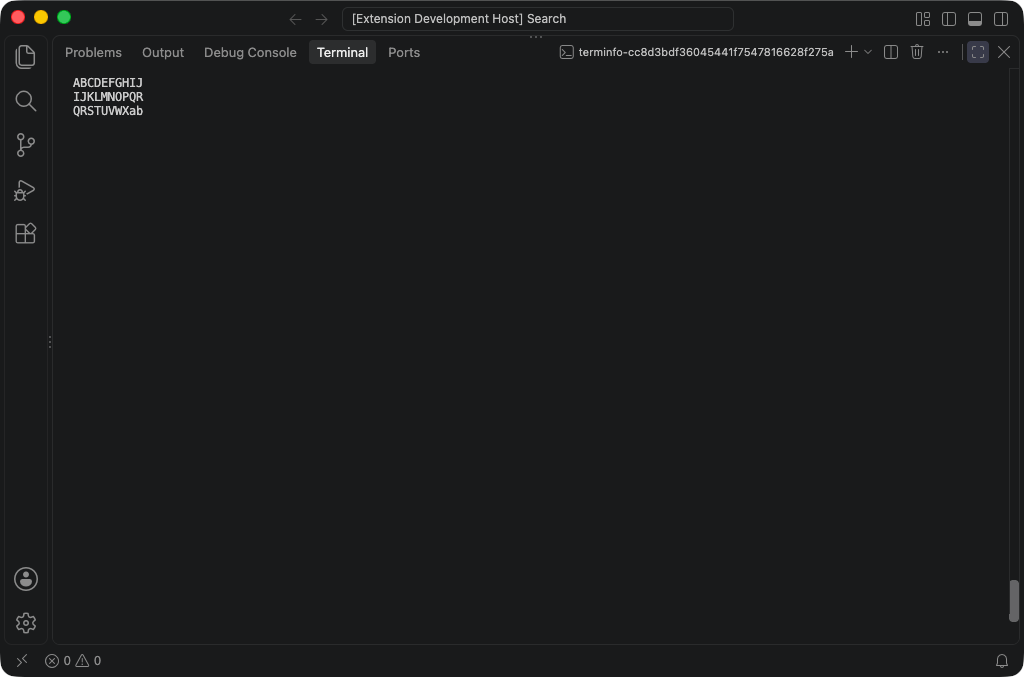 [Extension Development Host] Search
Problems Output Debug Console Terminal Ports terminfo-cc8d3bdf36045441f7547816628f275a
ABCDEFGHIJ
IJKLMNOPQR
QRSTUVWXab
0 0